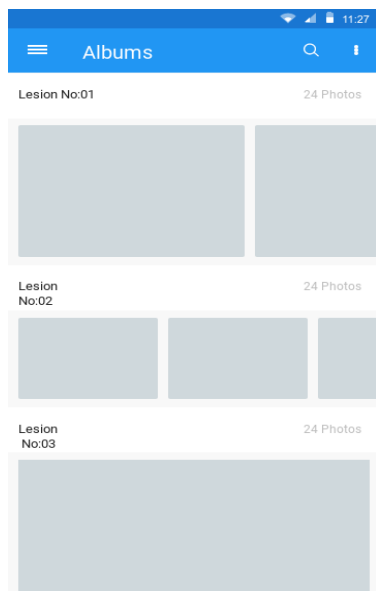 11:27
Albums
Lesion No:01
24 Photos
Lesion
No:02
24 Photos
Lesion
No:03
24 Photos